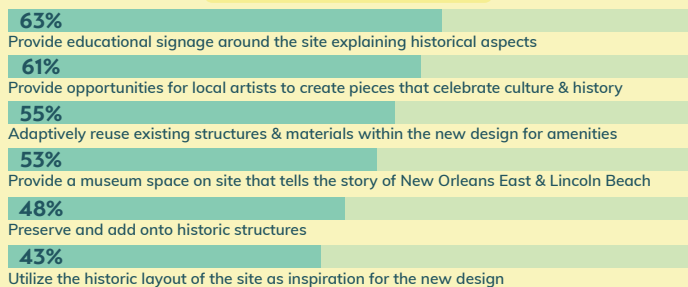 63%
Provide educational signage around the site explaining historical aspects
61%
Provide opportunities for local artists to create pieces that celebrate culture & history
55%
Adaptively reuse existing structures & materials within the new design for amenities
53%
Provide a museum space on site that tells the story of New Orleans East & Lincoln Beach
48%
Preserve and add onto historic structures
43%
Utilize the historic layout of the site as inspiration for the new design